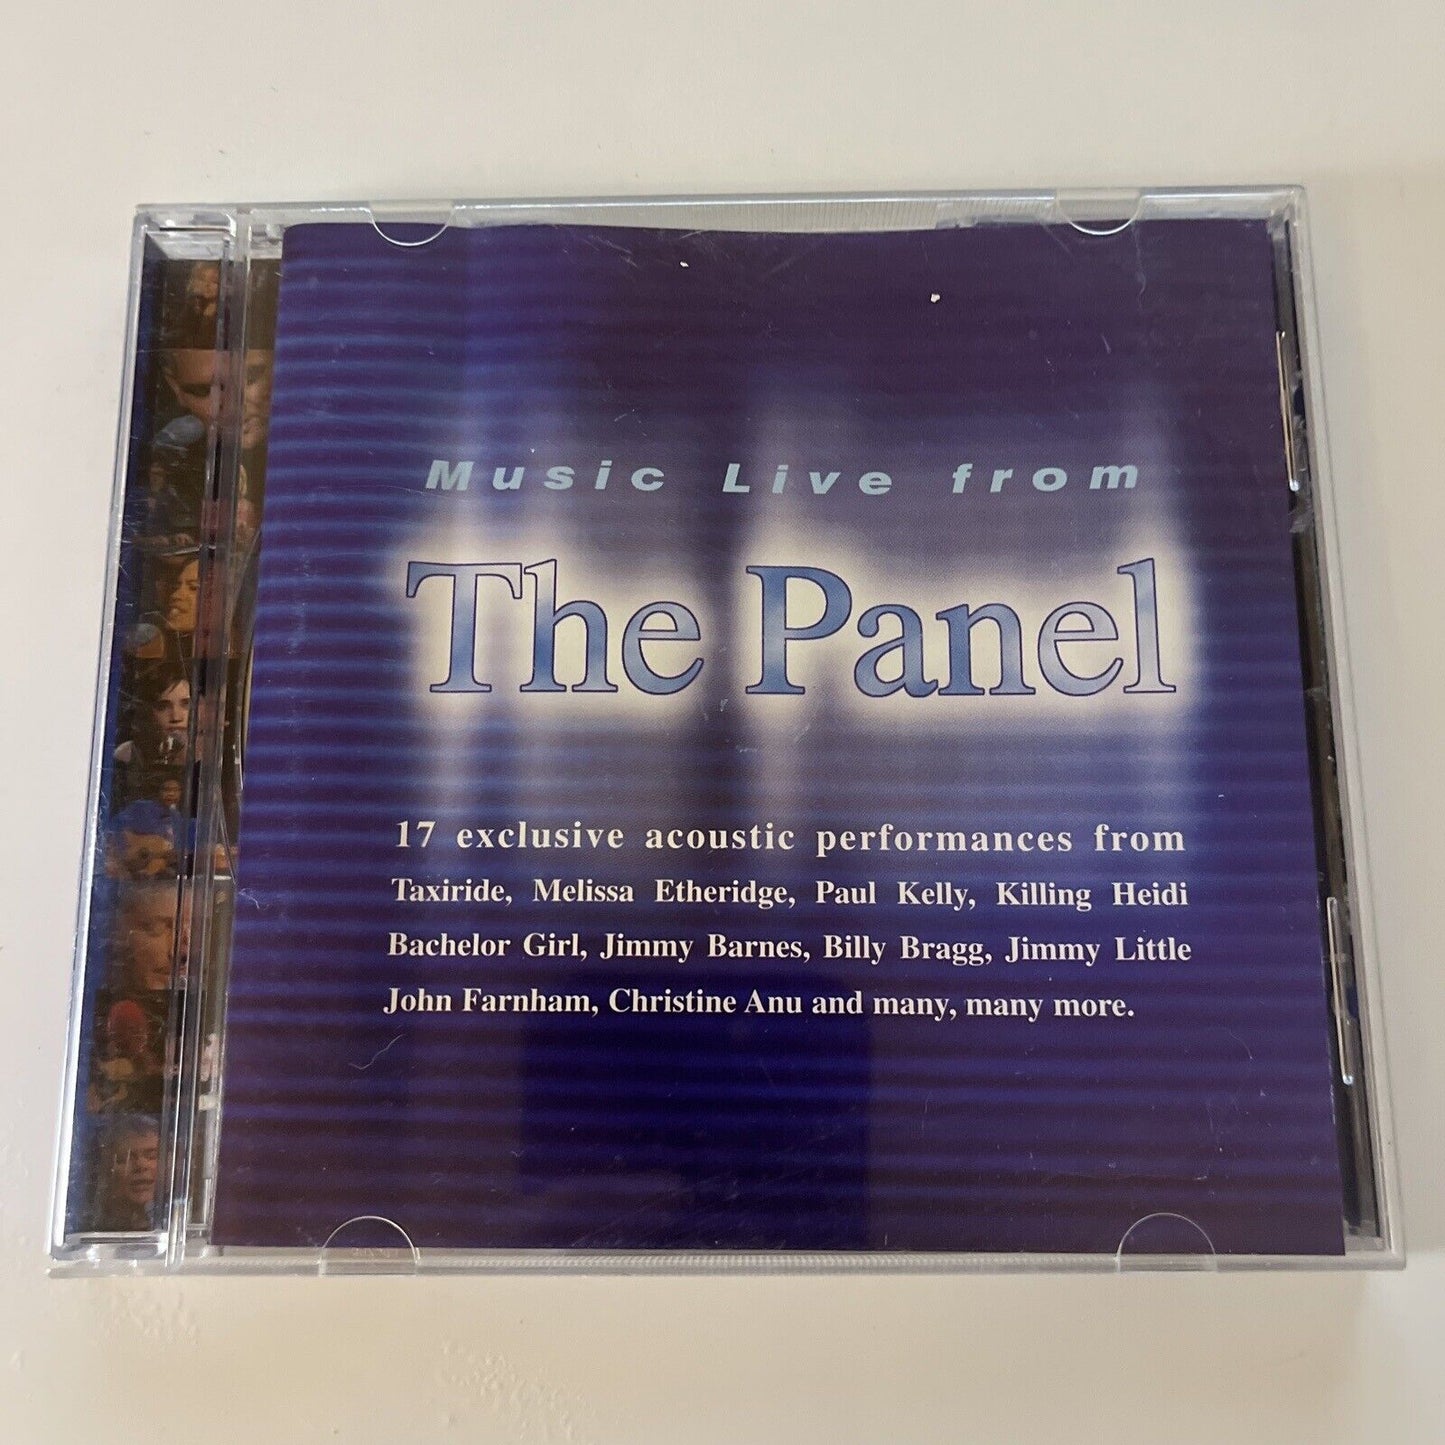 Music Live from
The Panel
17 exclusive acoustic performances from
Taxiride, Melissa Etheridge, Paul Kelly, Killing Heidi
Bachelor Girl, Jimmy Barnes, Billy Bragg, Jimmy Little
John Farnham, Christine Anu and many, many more.